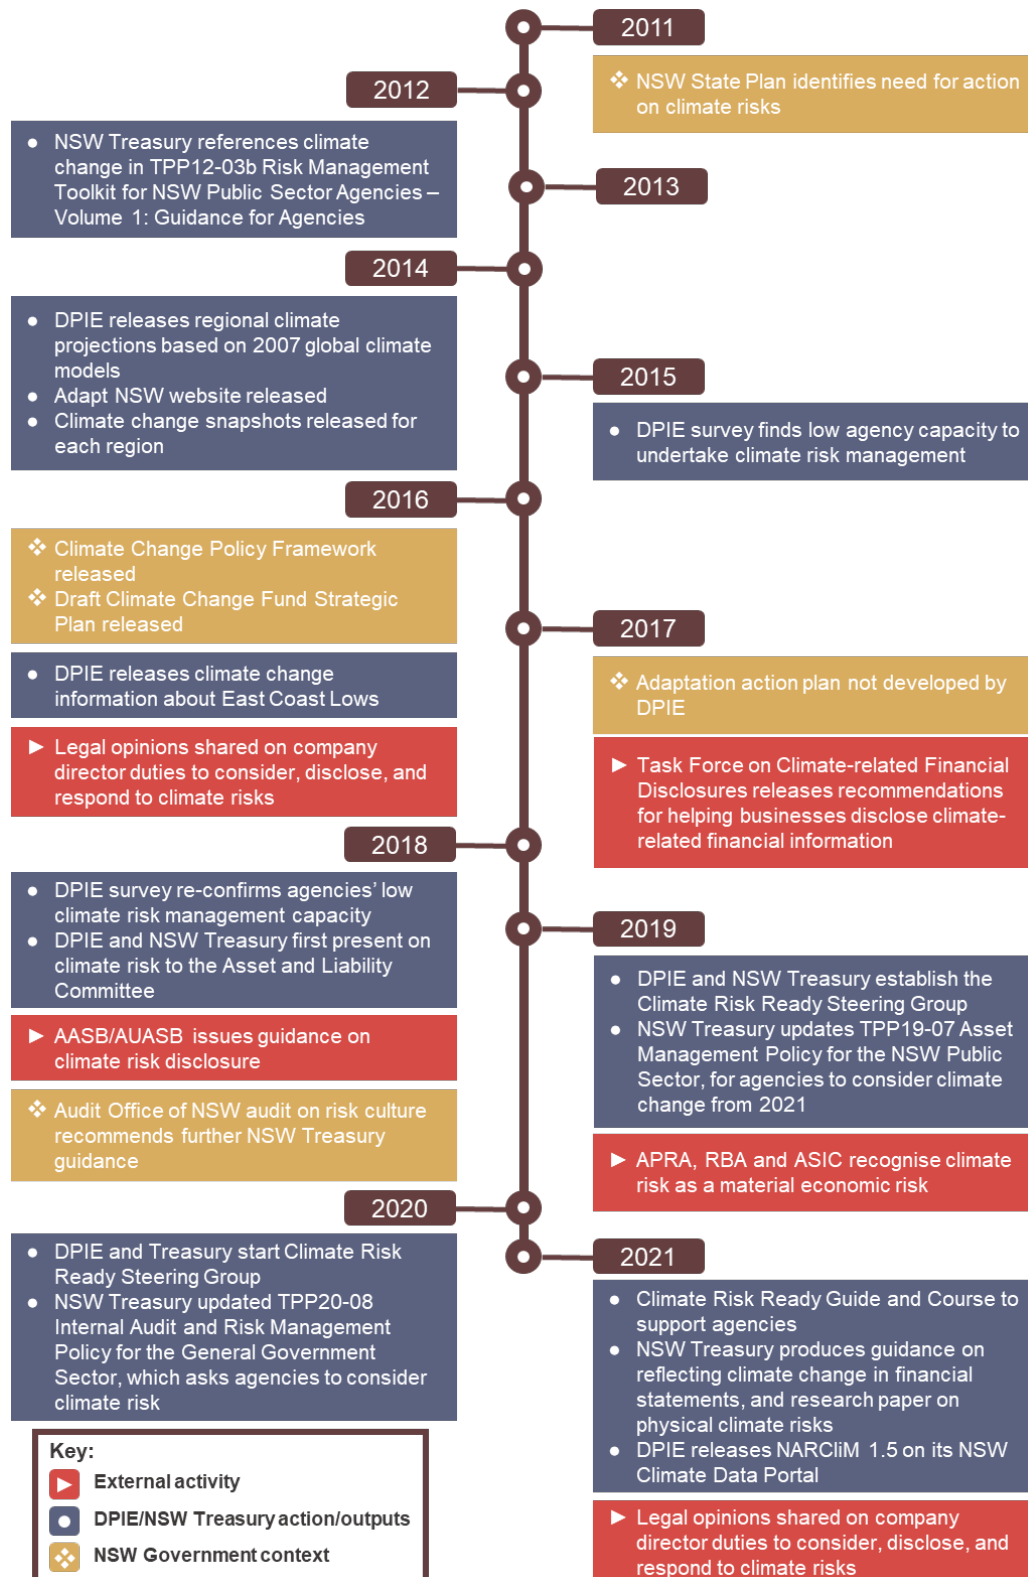 2011
❖ NSW State Plan identifies need for action
on climate risks
2012
● NSW Treasury references climate
change in TPP12-03b Risk Management
Toolkit for NSW Public Sector Agencies –
Volume 1: Guidance for Agencies
2013
2014
● DPIE releases regional climate
projections based on 2007 global climate
models
● Adapt NSW website released
● Climate change snapshots released for
each region
2015
● DPIE survey finds low agency capacity to
undertake climate risk management
2016
❖ Climate Change Policy Framework
released
❖ Draft Climate Change Fund Strategic
Plan released
● DPIE releases climate change
information about East Coast Lows
► Legal opinions shared on company
director duties to consider, disclose, and
respond to climate risks
2017
❖ Adaptation action plan not developed by
DPIE
► Task Force on Climate-related Financial
Disclosures releases recommendations
for helping businesses disclose climate-
related financial information
2018
● DPIE survey re-confirms agencies’ low
climate risk management capacity
● DPIE and NSW Treasury first present on
climate risk to the Asset and Liability
Committee
► AASB/AUASB issues guidance on
climate risk disclosure
❖ Audit Office of NSW audit on risk culture
recommends further NSW Treasury
guidance
2019
● DPIE and NSW Treasury establish the
Climate Risk Ready Steering Group
● NSW Treasury updates TPP19-07 Asset
Management Policy for the NSW Public
Sector, for agencies to consider climate
change from 2021
► APRA, RBA and ASIC recognise climate
risk as a material economic risk
2020
● DPIE and Treasury start Climate Risk
Ready Steering Group
● NSW Treasury updated TPP20-08
Internal Audit and Risk Management
Policy for the General Government
Sector, which asks agencies to consider
climate risk
2021
● Climate Risk Ready Guide and Course to
support agencies
● NSW Treasury produces guidance on
reflecting climate change in financial
statements, and research paper on
physical climate risks
● DPIE releases NARCliM 1.5 on its NSW
Climate Data Portal
► Legal opinions shared on company
director duties to consider, disclose, and
respond to climate risks
Key:
External activity
DPIE/NSW Treasury action/outputs
NSW Government context